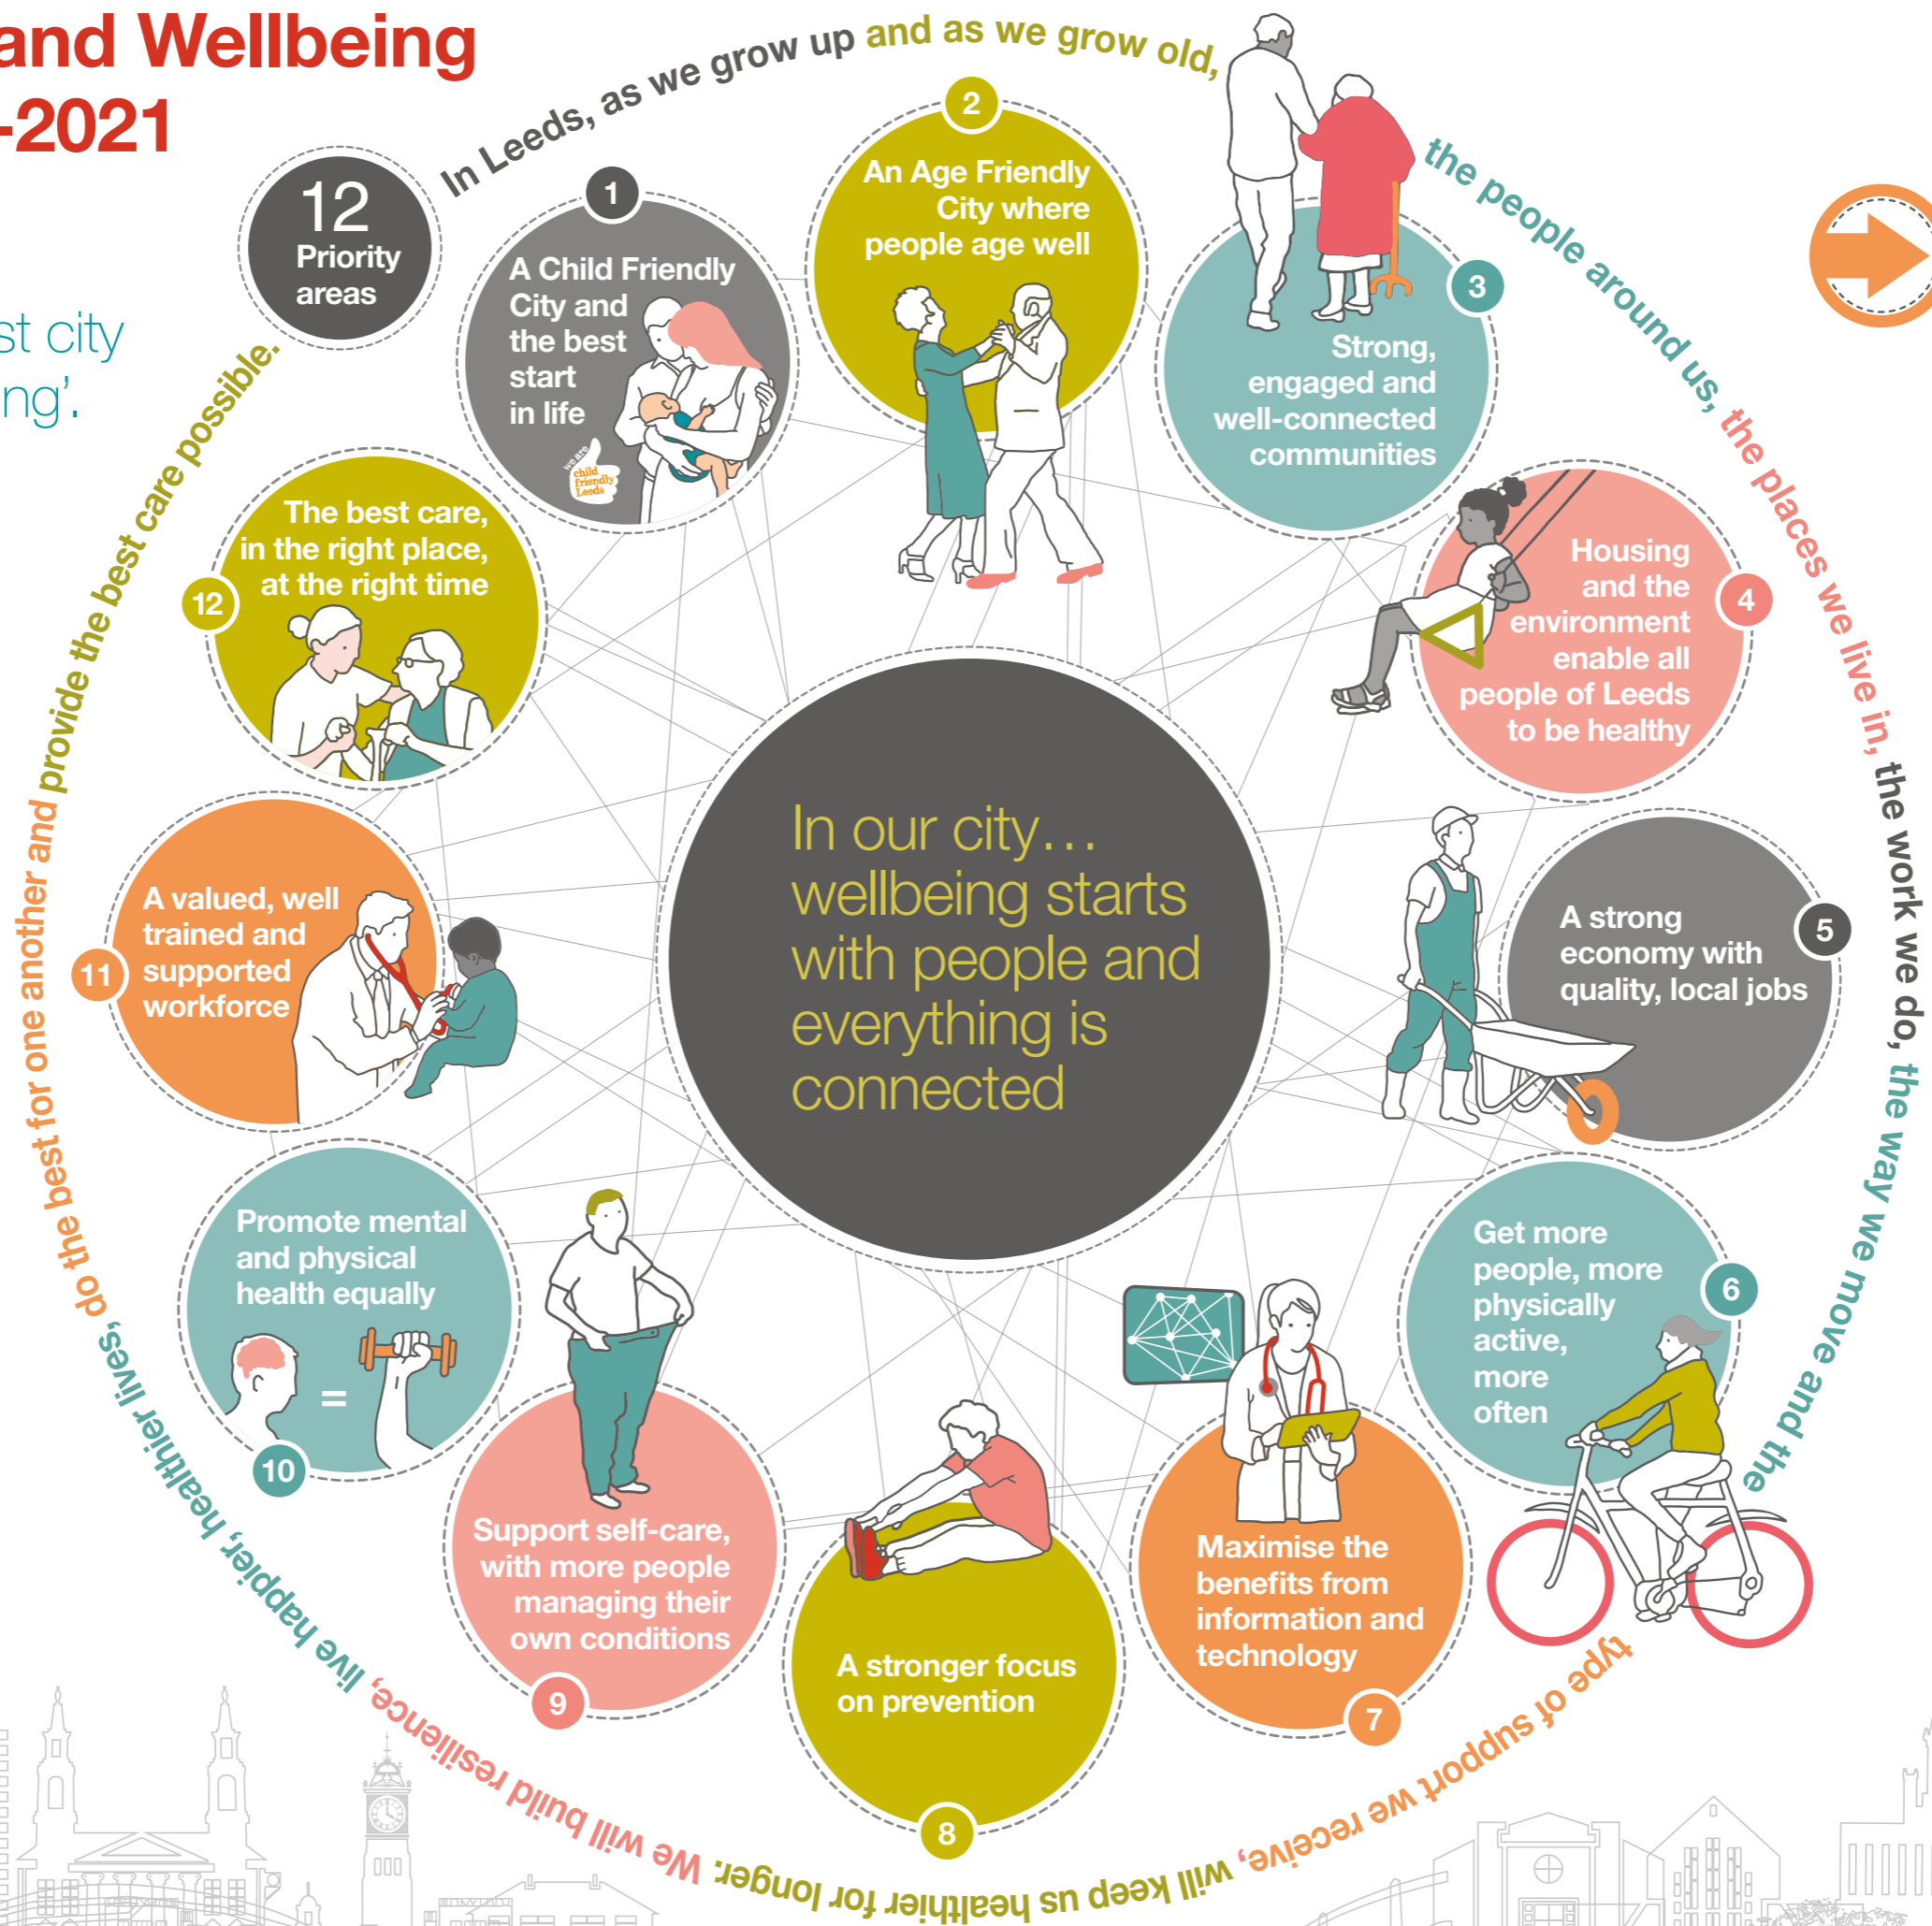 and Wellbeing
-2021
st city
ng'.
12
Priority
areas
In Leeds, as we grow up and as we grow old, the people around us, the places we live in, the work we do, the way we move and the type of support we receive, will keep us healthier for longer. We will build resilience, live happier, healthier lives, do the best for one another and provide the best care possible.
1
A Child Friendly
City and
the best
start
in life
we are
child
friendly
Leeds
2
An Age Friendly
City where
people age well
3
Strong,
engaged and
well-connected
communities
4
Housing
and the
environment
enable all
people of Leeds
to be healthy
5
A strong
economy with
quality, local jobs
6
Get more
people, more
physically
active,
more
often
7
Maximise the
benefits from
information and
technology
8
A stronger focus
on prevention
9
Support self-care,
with more people
managing their
own conditions
10
Promote mental
and physical
health equally
=
11
A valued, well
trained and
supported
workforce
12
The best care,
in the right place,
at the right time
In our city…
wellbeing starts
with people and
everything is
connected